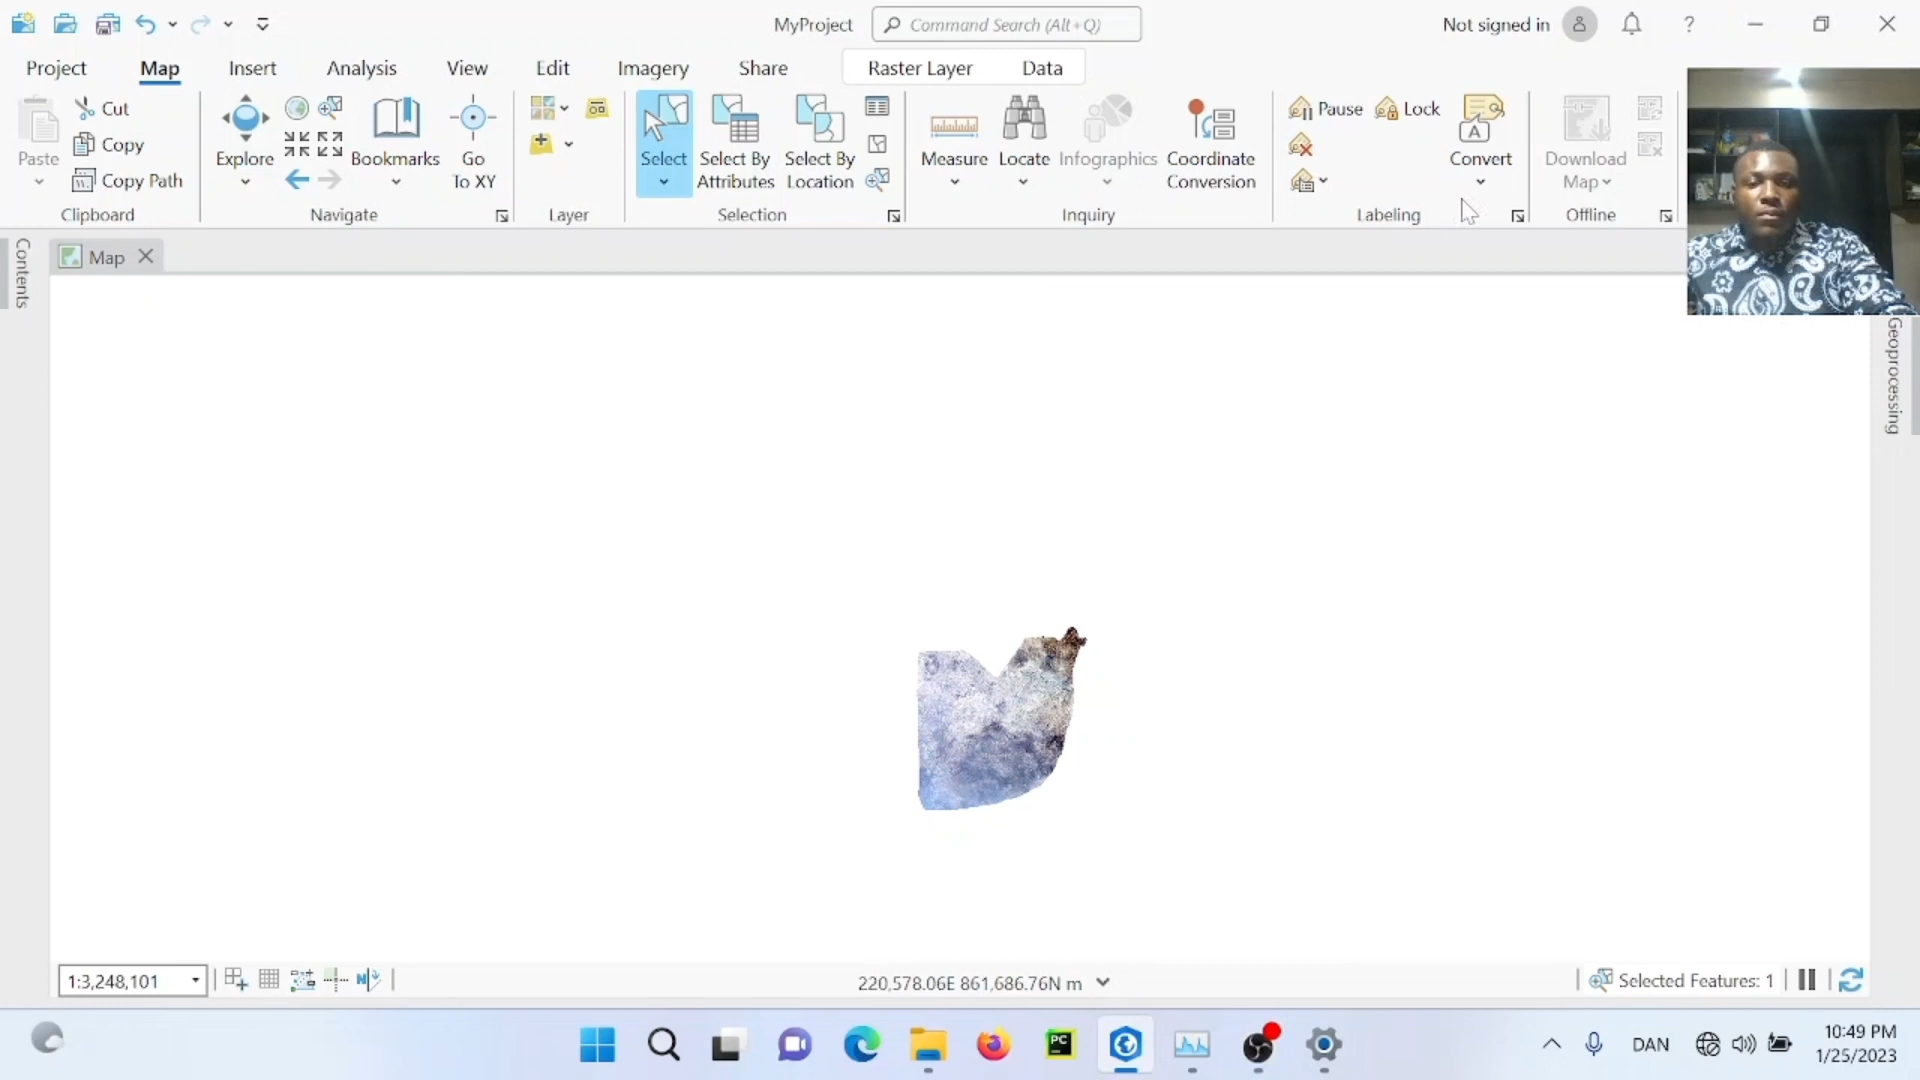 MyProject
Command Search (Alt+Q)
Not signed in
Project
Map
Insert
Analysis
View
Edit
Imagery
Share
Raster Layer
Data
Paste
Cut
Copy
Copy Path
Clipboard
Explore
Bookmarks
Go
To XY
Navigate
Layer
Select
Select By
Attributes
Select By
Location
Selection
Measure
Locate
Infographics
Coordinate
Conversion
Inquiry
Pause
Lock
Convert
Labeling
Download
Map
Offline
Contents
Map
Geoprocessing
1:3,248,101
220,578.06E 861,686.76N m
Selected Features: 1
PC
DAN
10:49 PM
1/25/2023